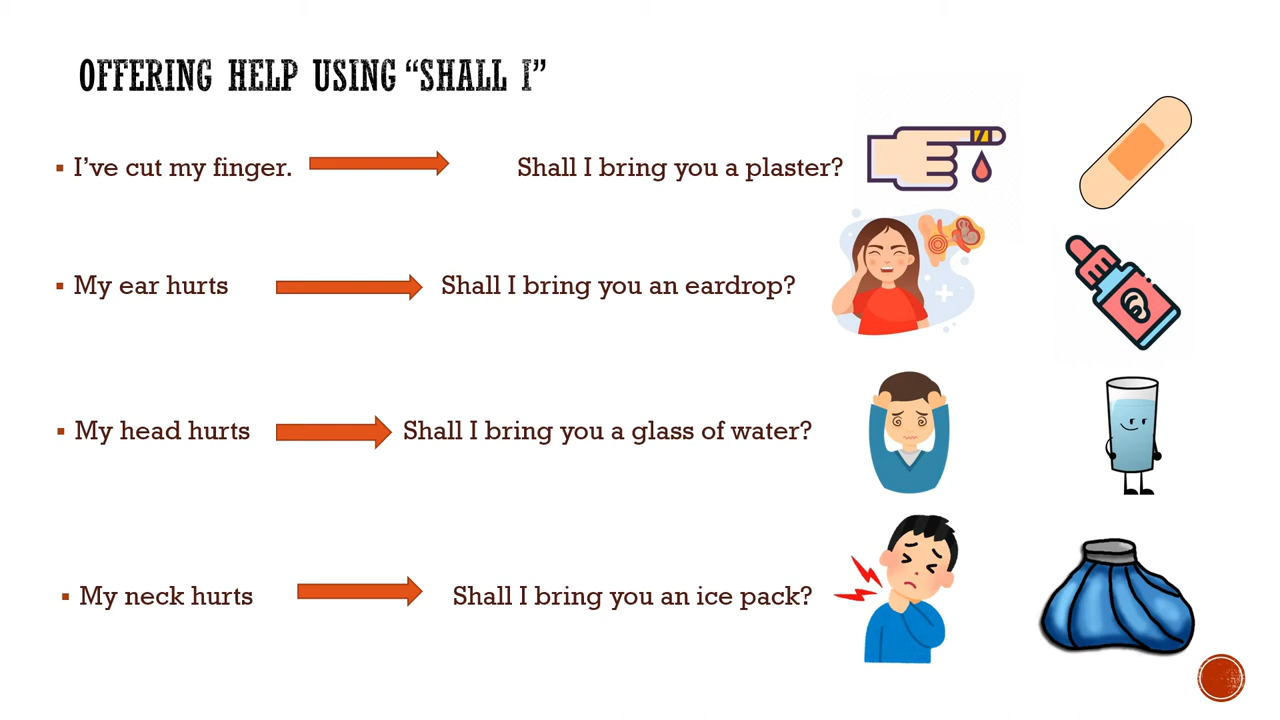 OFFERING HELP USING “SHALL I”
▪ I’ve cut my finger. Shall I bring you a plaster?
▪ My ear hurts Shall I bring you an eardrop?
▪ My head hurts Shall I bring you a glass of water?
▪ My neck hurts Shall I bring you an ice pack?